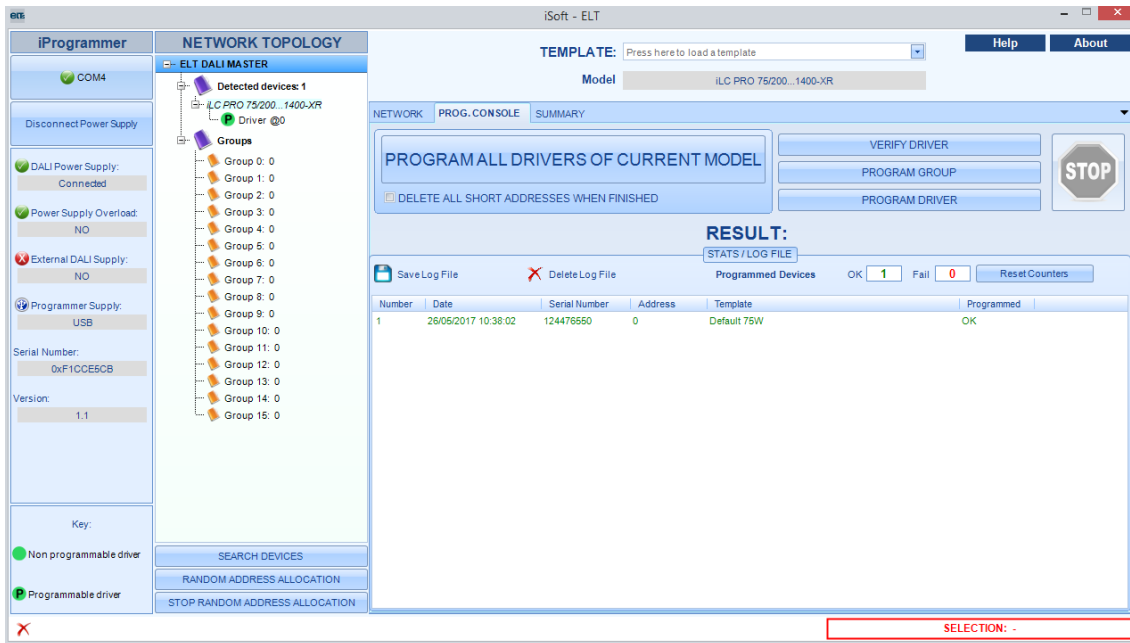 elt
iSoft - ELT
iProgrammer
COM4
Disconnect Power Supply
DALI Power Supply:
Connected
Power Supply Overload:
NO
External DALI Supply:
NO
Programmer Supply:
USB
Serial Number:
0xF1CCE5CB
Version:
1.1
Key:
Non programmable driver
P Programmable driver
NETWORK TOPOLOGY
ELT DALI MASTER
Detected devices: 1
iLC PRO 75/200...1400-XR
P Driver @0
Groups
Group 0: 0
Group 1: 0
Group 2: 0
Group 3: 0
Group 4: 0
Group 5: 0
Group 6: 0
Group 7: 0
Group 8: 0
Group 9: 0
Group 10: 0
Group 11: 0
Group 12: 0
Group 13: 0
Group 14: 0
Group 15: 0
SEARCH DEVICES
RANDOM ADDRESS ALLOCATION
STOP RANDOM ADDRESS ALLOCATION
TEMPLATE: Press here to load a template
Help About
Model iLC PRO 75/200...1400-XR
NETWORK PROG.CONSOLE SUMMARY
PROGRAM ALL DRIVERS OF CURRENT MODEL
DELETE ALL SHORT ADDRESSES WHEN FINISHED
VERIFY DRIVER
PROGRAM GROUP
PROGRAM DRIVER
STOP
RESULT:
STATS / LOG FILE
Save Log File Delete Log File Programmed Devices OK 1 Fail 0 Reset Counters
Number Date Serial Number Address Template Programmed
1 26/05/2017 10:38:02 124476550 0 Default 75W OK
SELECTION: -